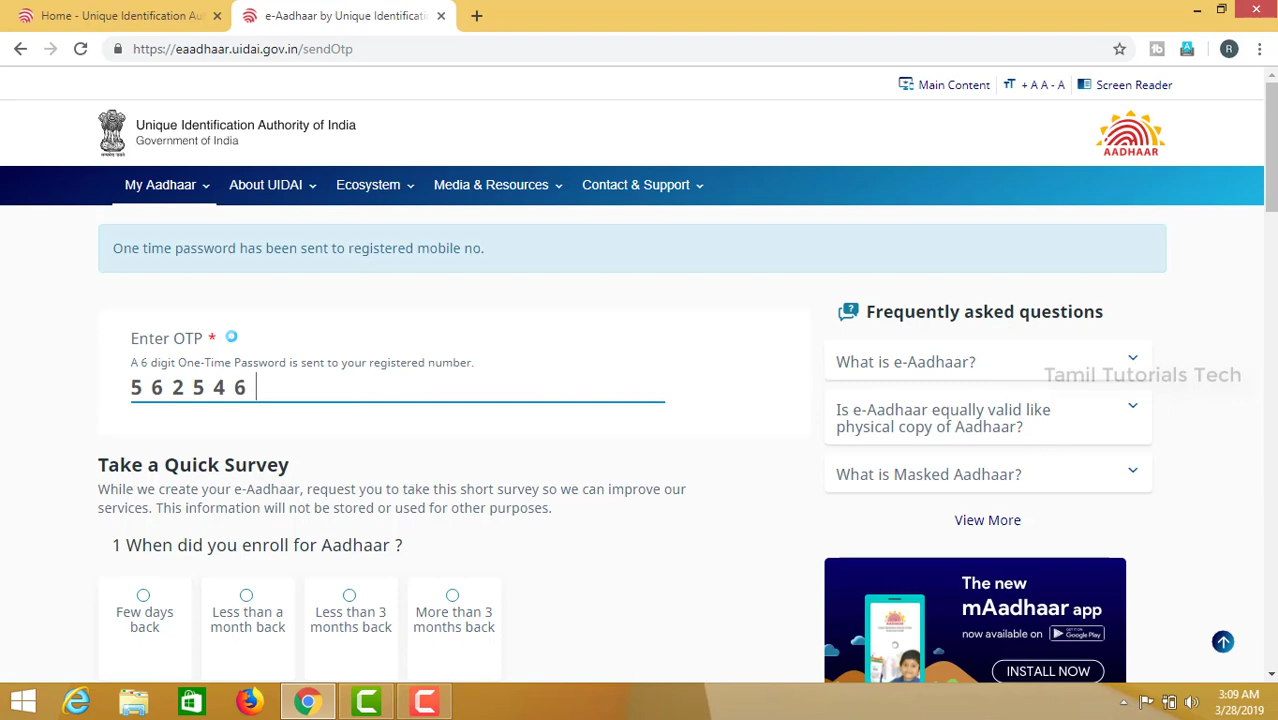 Home - Unique Identification Au
e-Aadhaar by Unique Identificati
https://eaadhaar.uidai.gov.in/sendOtp
R
Main Content
+ A A - A
Screen Reader
Unique Identification Authority of India
Government of India
AADHAAR
My Aadhaar
About UIDAI
Ecosystem
Media & Resources
Contact & Support
One time password has been sent to registered mobile no.
Enter OTP *
A 6 digit One-Time Password is sent to your registered number.
5 6 2 5 4 6
Take a Quick Survey
While we create your e-Aadhaar, request you to take this short survey so we can improve our
services. This information will not be stored or used for other purposes.
1 When did you enroll for Aadhaar ?
Few days
back
Less than a
month back
Less than 3
months back
More than 3
months back
Frequently asked questions
What is e-Aadhaar?
Tamil Tutorials Tech
Is e-Aadhaar equally valid like
physical copy of Aadhaar?
What is Masked Aadhaar?
View More
The new
mAadhaar app
now available on
Google Play
INSTALL NOW
3:09 AM
3/28/2019